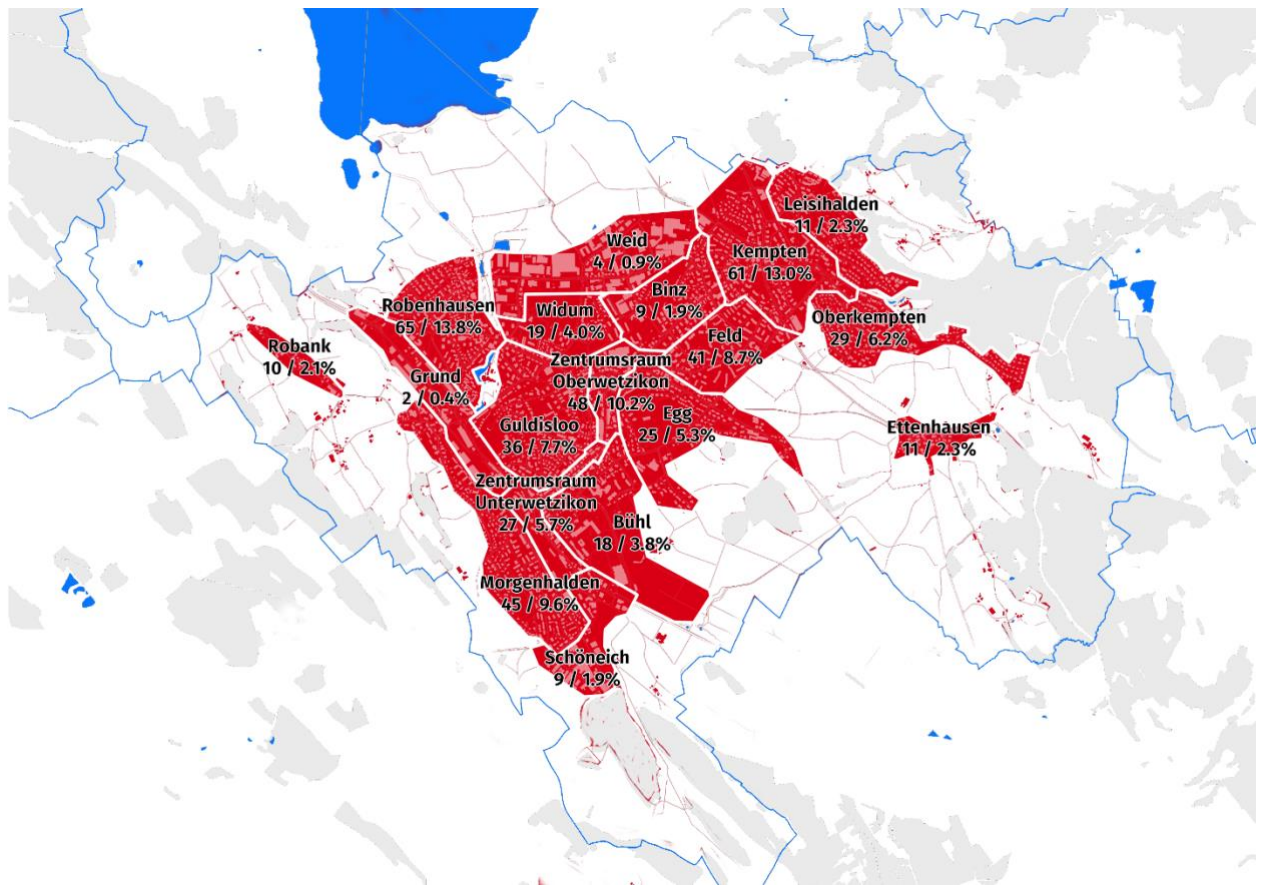 Leisihalden
11 / 2.3%
Weid
4 / 0.9%
Kempten
61 / 13.0%
Binz
9 / 1.9%
Robenhausen
65 / 13.8%
Widum
19 / 4.0%
Oberkempten
29 / 6.2%
Feld
41 / 8.7%
Robank
10 / 2.1%
Zentrumsraum
Oberwetzikon
48 / 10.2%
Grund
2 / 0.4%
Egg
25 / 5.3%
Guldisloo
36 / 7.7%
Ettenhausen
11 / 2.3%
Zentrumsraum
Unterwetzikon
27 / 5.7%
Bühl
18 / 3.8%
Morgenhalden
45 / 9.6%
Schöneich
9 / 1.9%